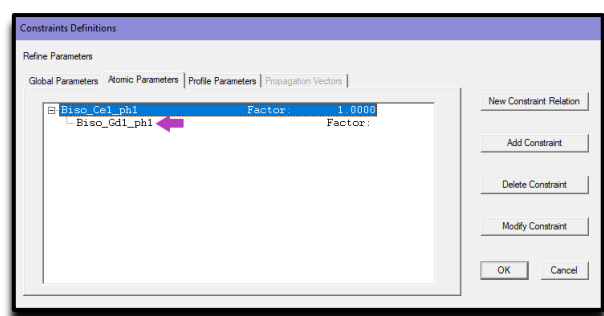 Constraints Definitions
Refine Parameters
Global Parameters Atomic Parameters Profile Parameters Propagation Vectors
Biso_Ce1_ph1 Factor: 1.0000
Biso_Gd1_ph1 Factor:
New Constraint Relation
Add Constraint
Delete Constraint
Modify Constraint
OK Cancel